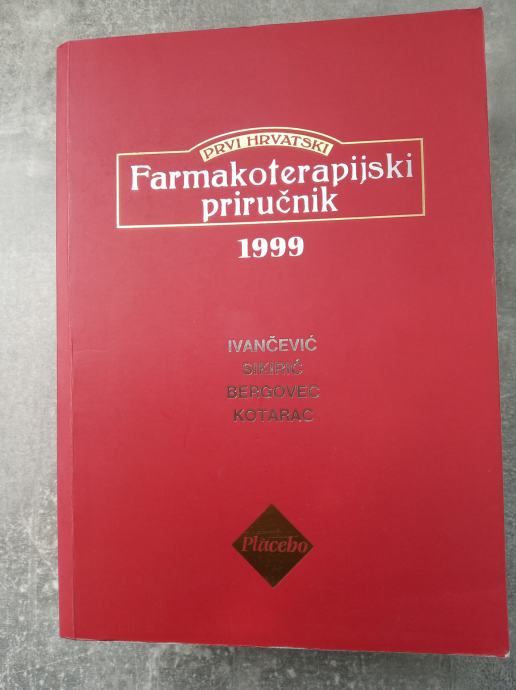 PRVI HRVATSKI
Farmakoterapijski
priručnik
1999
IVANČEVIĆ
SIKIRIĆ
BERGOVEC
KOTARAC
Placebo